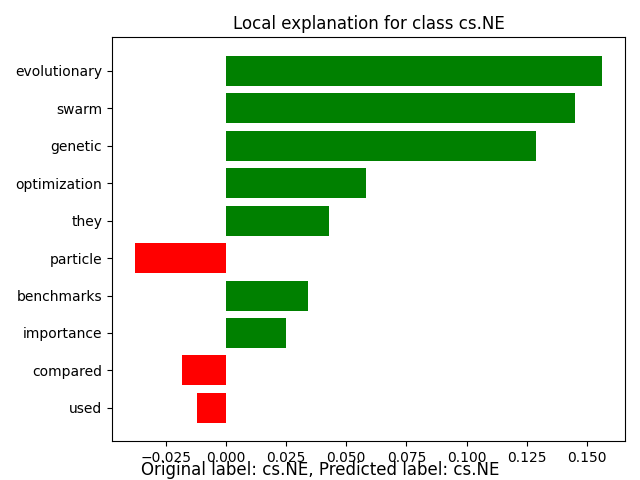 Local explanation for class cs.NE
evolutionary
swarm
genetic
optimization
they
particle
benchmarks
importance
compared
used
−0.025 0.000 0.025 0.050 0.075 0.100 0.125 0.150
Original label: cs.NE, Predicted label: cs.NE